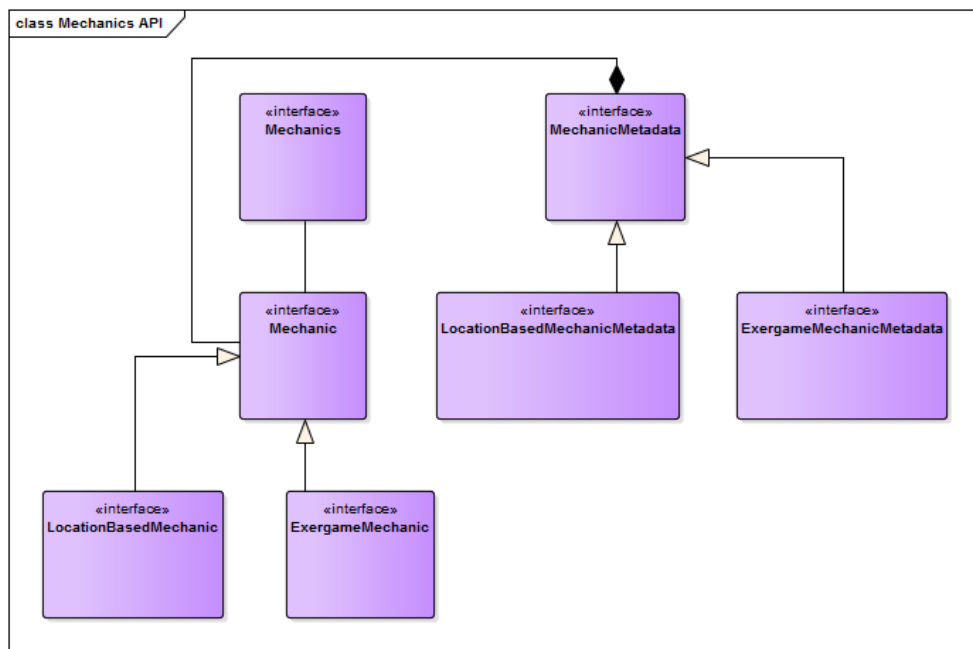 class Mechanics API
«interface»
Mechanics
«interface»
MechanicMetadata
«interface»
Mechanic
«interface»
LocationBasedMechanicMetadata
«interface»
ExergameMechanicMetadata
«interface»
LocationBasedMechanic
«interface»
ExergameMechanic